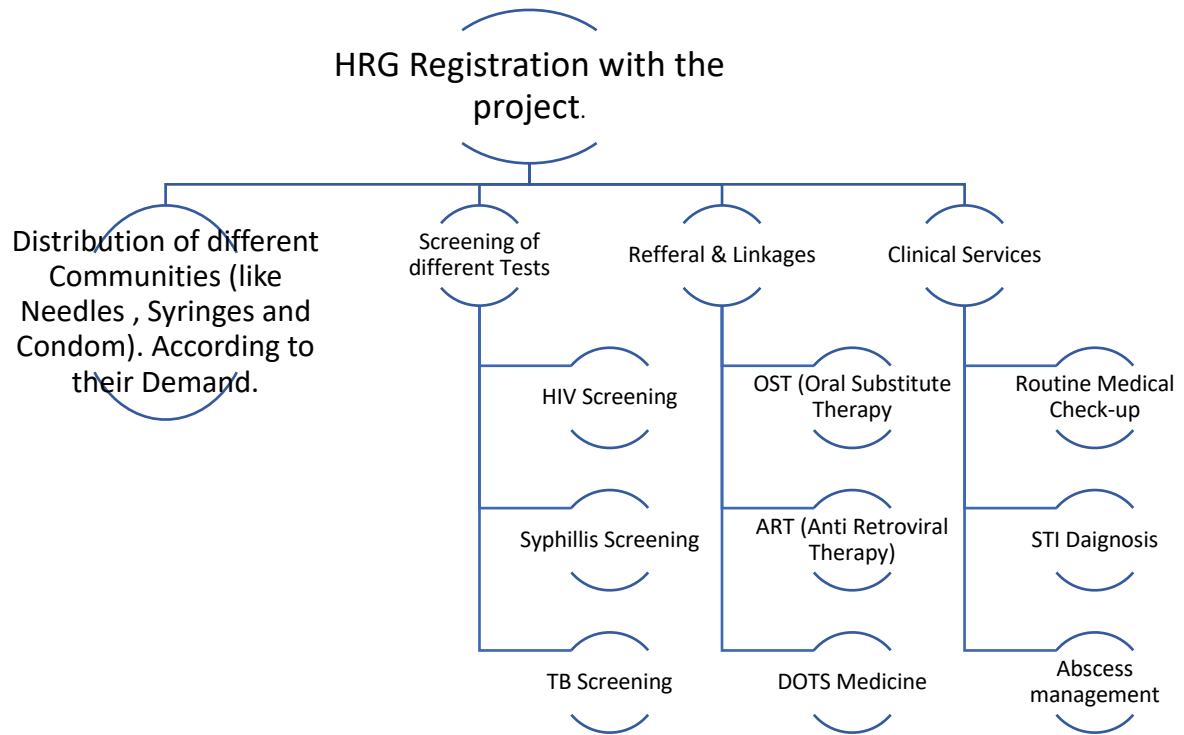 HRG Registration with the
project.
Distribution of different
Communities (like
Needles , Syringes and
Condom). According to
their Demand.
Screening of
different Tests
HIV Screening
Syphillis Screening
TB Screening
Refferal & Linkages
OST (Oral Substitute
Therapy
ART (Anti Retroviral
Therapy)
DOTS Medicine
Clinical Services
Routine Medical
Check-up
STI Daignosis
Abscess
management